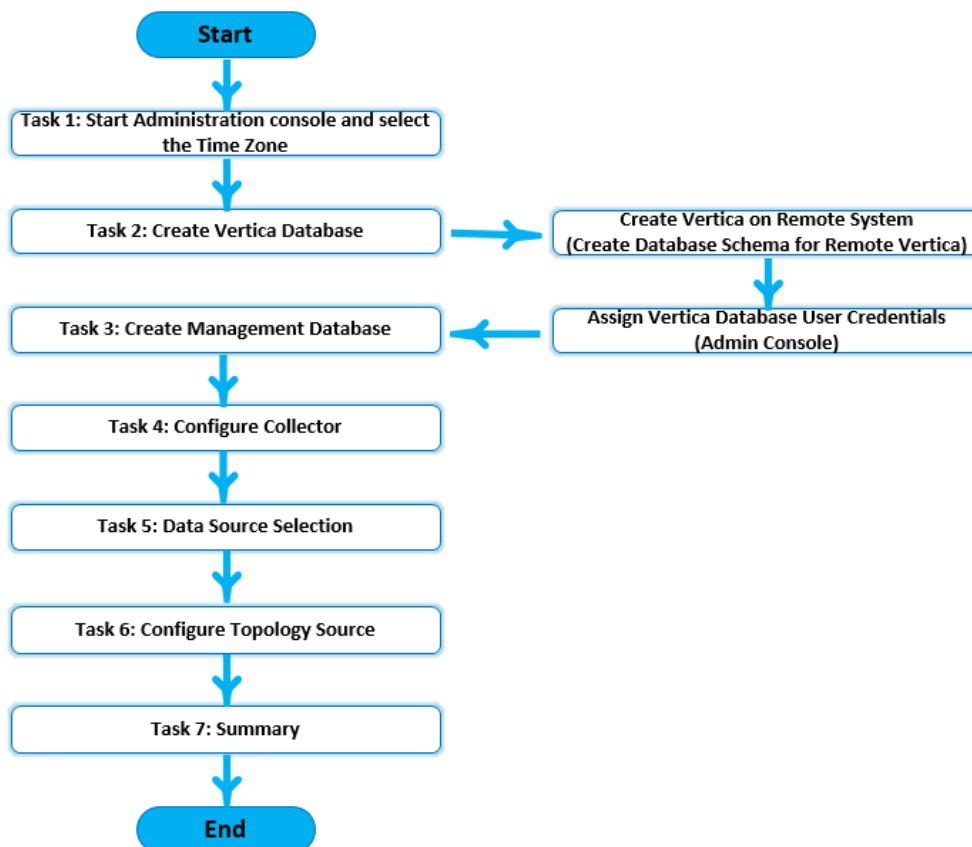 Start
Task 1: Start Administration console and select
the Time Zone
Task 2: Create Vertica Database
Create Vertica on Remote System
(Create Database Schema for Remote Vertica)
Assign Vertica Database User Credentials
(Admin Console)
Task 3: Create Management Database
Task 4: Configure Collector
Task 5: Data Source Selection
Task 6: Configure Topology Source
Task 7: Summary
End